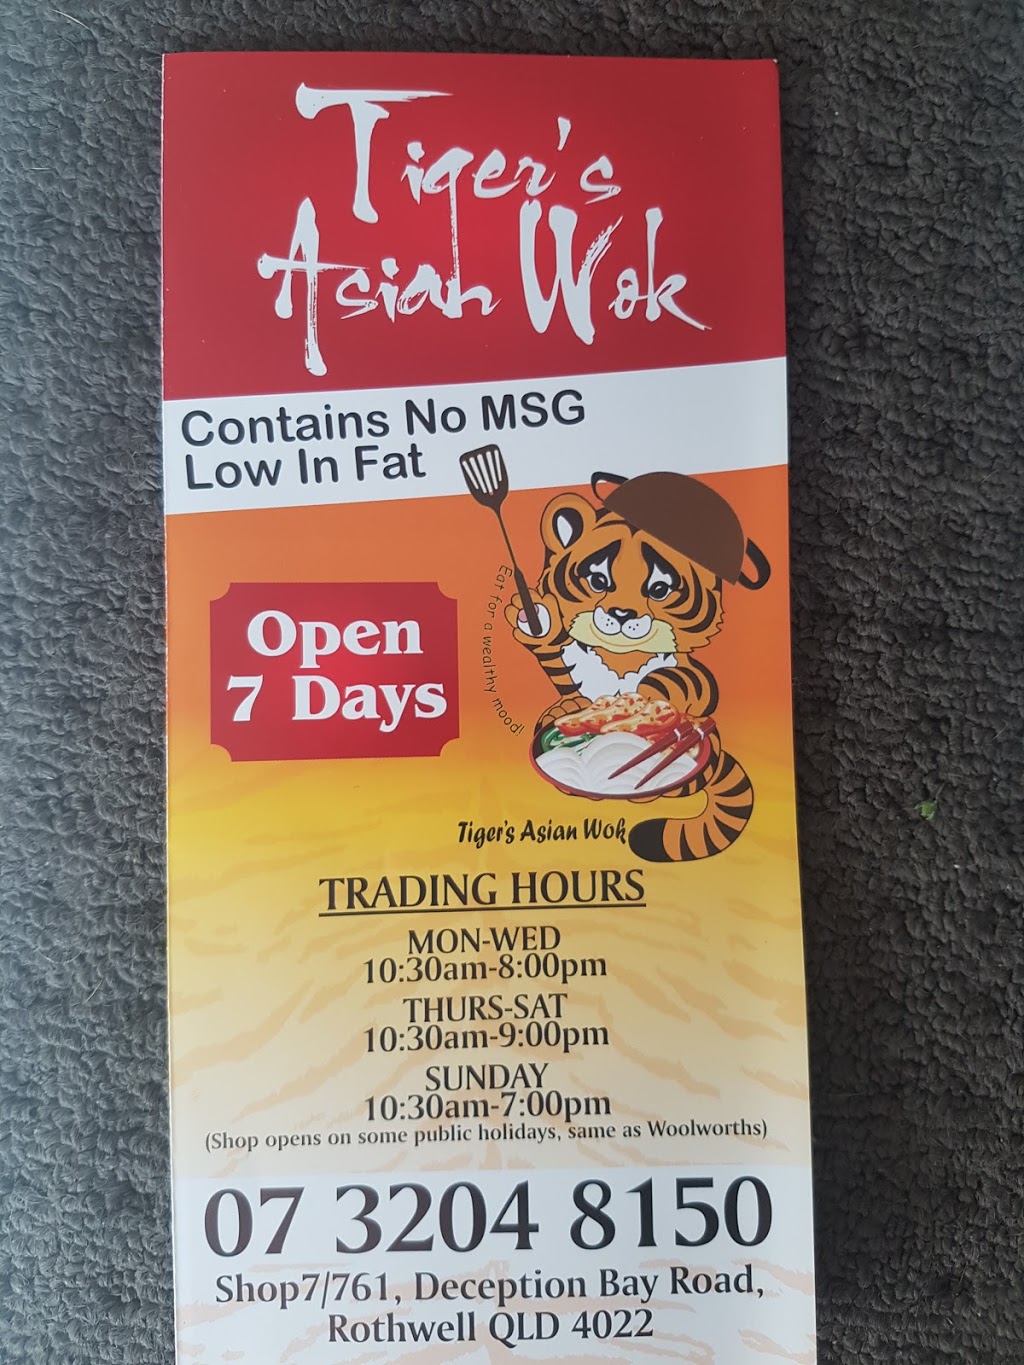 Tiger's
Asian Wok
Contains No MSG
Low In Fat
Eat for a wealthy mood!
Open
7 Days
Tiger's Asian Wok
TRADING HOURS
MON-WED
10:30am-8:00pm
THURS-SAT
10:30am-9:00pm
SUNDAY
10:30am-7:00pm
(Shop opens on some public holidays, same as Woolworths)
07 3204 8150
Shop7/761, Deception Bay Road,
Rothwell QLD 4022